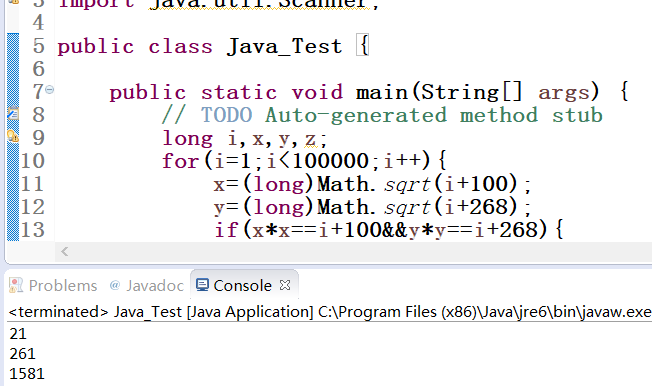 3 import java.util.Scanner;
4
5 public class Java_Test {
6
7 public static void main(String[] args) {
8 // TODO Auto-generated method stub
9 long i,x,y,z;
10 for(i=1;i<100000;i++){
11 x=(long)Math.sqrt(i+100);
12 y=(long)Math.sqrt(i+268);
13 if(x*x==i+100&&y*y==i+268){
Problems @ Javadoc Console
<terminated> Java_Test [Java Application] C:\Program Files (x86)\Java\jre6\bin\javaw.exe
21
261
1581